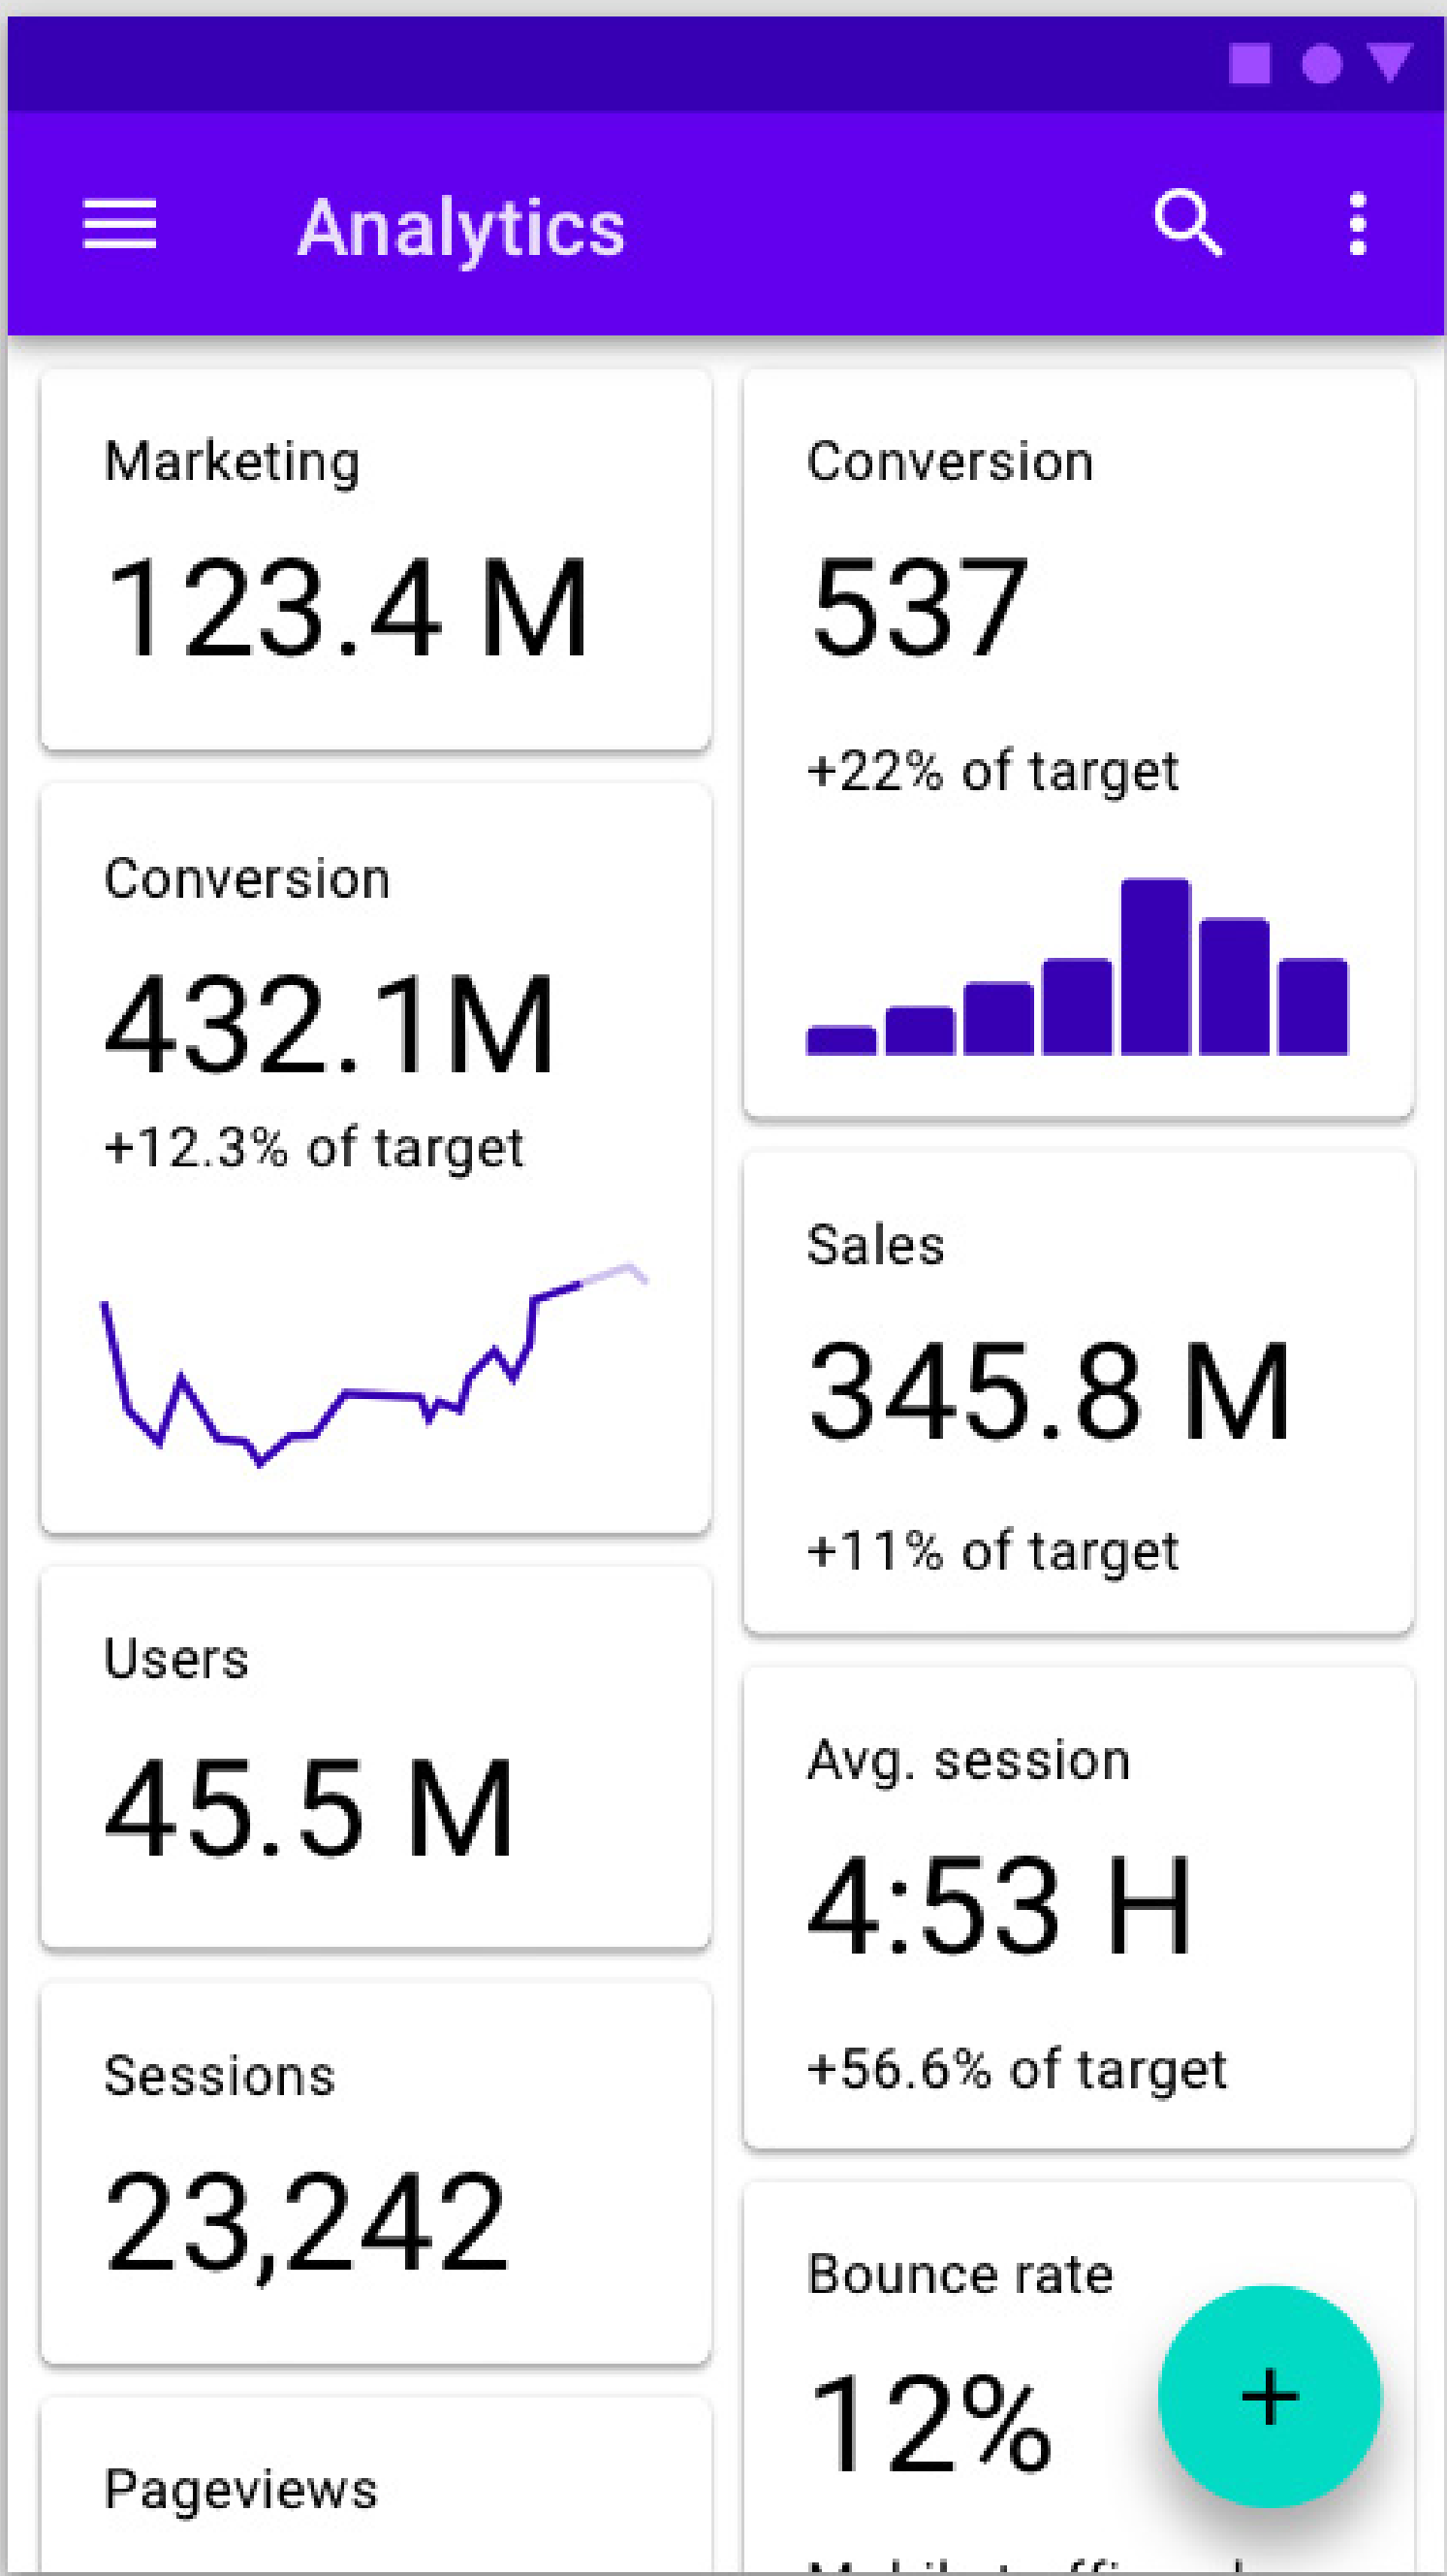 Analytics
Marketing
123.4 M
Conversion
432.1M
+12.3% of target
Users
45.5 M
Sessions
23,242
Pageviews
Conversion
537
+22% of target
Sales
345.8 M
+11% of target
Avg. session
4:53 H
+56.6% of target
Bounce rate
12%
+